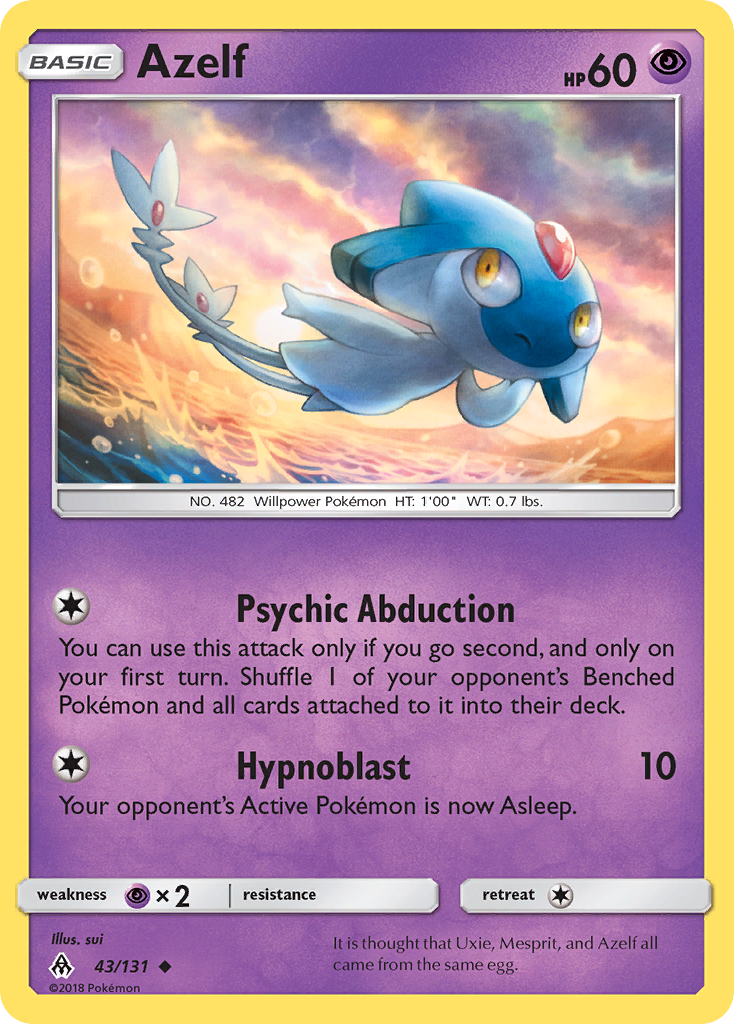 BASIC Azelf HP60
NO. 482 Willpower Pokémon HT: 1'00" WT: 0.7 lbs.
Psychic Abduction
You can use this attack only if you go second, and only on
your first turn. Shuffle 1 of your opponent's Benched
Pokémon and all cards attached to it into their deck.
Hypnoblast 10
Your opponent's Active Pokémon is now Asleep.
weakness ×2 resistance retreat
Illus. sui
43/131
©2018 Pokémon
It is thought that Uxie, Mesprit, and Azelf all
came from the same egg.